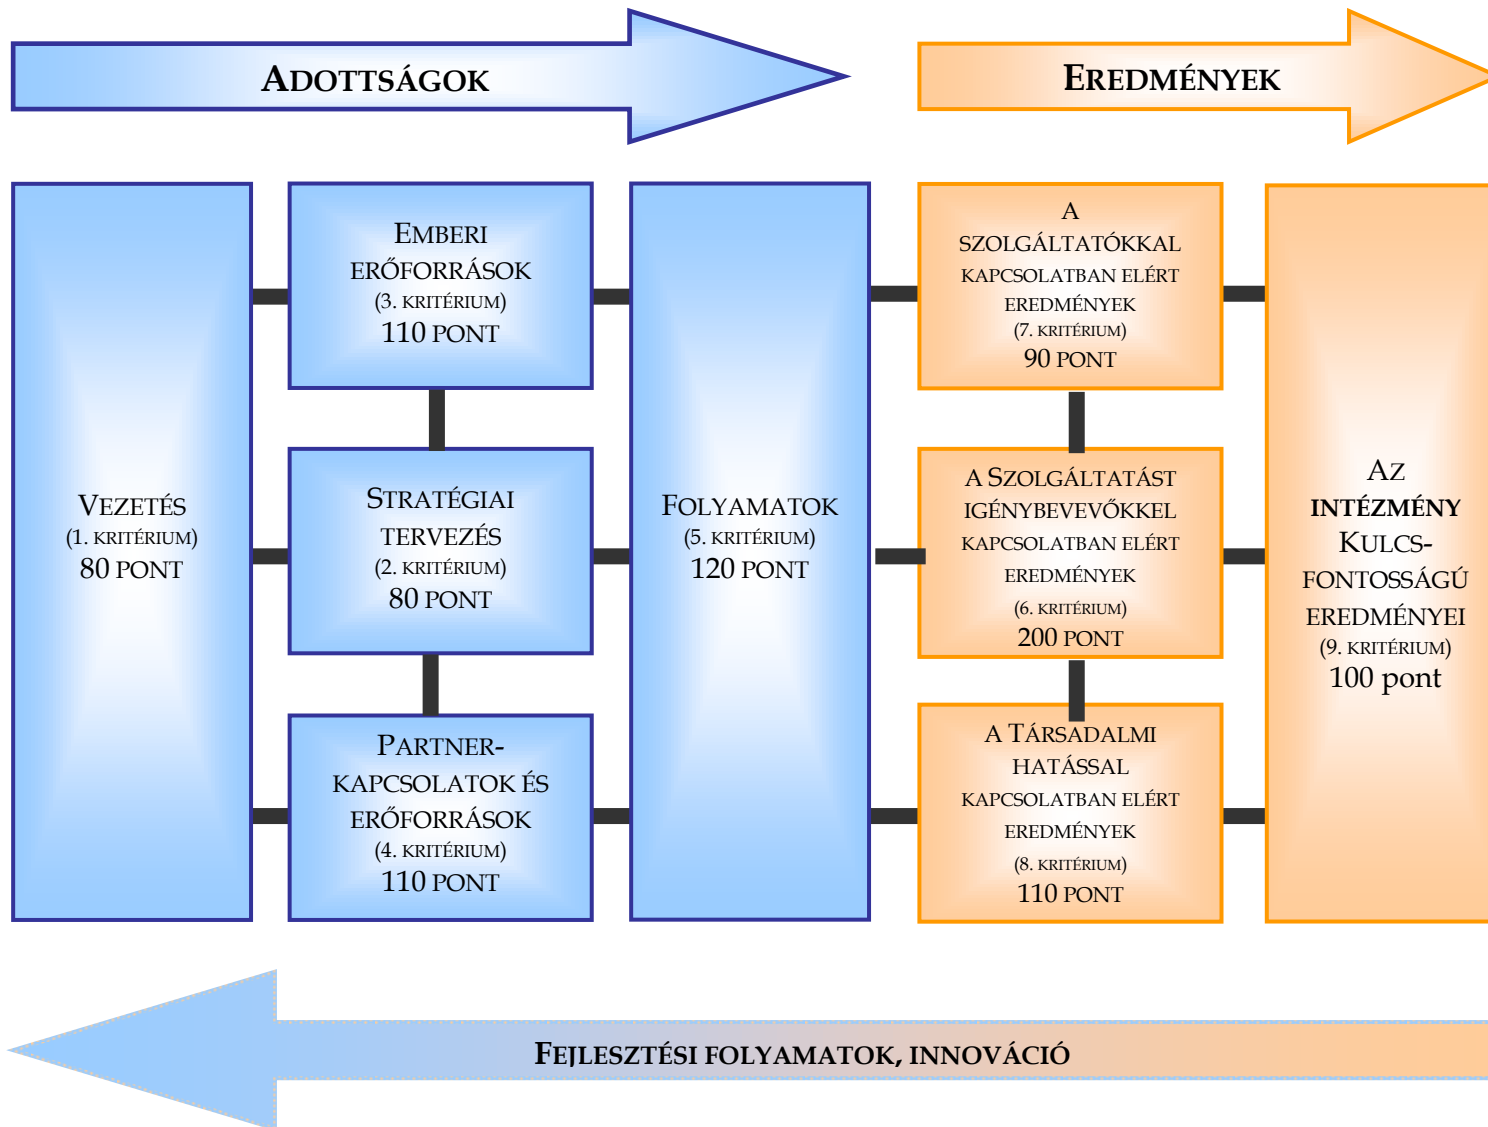 ADOTTSÁGOK
EREDMÉNYEK
VEZETÉS
(1. KRITÉRIUM)
80 PONT
EMBERI
ERŐFORRÁSOK
(3. KRITÉRIUM)
110 PONT
STRATÉGIAI
TERVEZÉS
(2. KRITÉRIUM)
80 PONT
PARTNER-
KAPCSOLATOK ÉS
ERŐFORRÁSOK
(4. KRITÉRIUM)
110 PONT
FOLYAMATOK
(5. KRITÉRIUM)
120 PONT
A
SZOLGÁLTATÓKKAL
KAPCSOLATBAN ELÉRT
EREDMÉNYEK
(7. KRITÉRIUM)
90 PONT
A SZOLGÁLTATÁST
IGÉNYBEVEVŐKKEL
KAPCSOLATBAN ELÉRT
EREDMÉNYEK
(6. KRITÉRIUM)
200 PONT
A TÁRSADALMI
HATÁSSAL
KAPCSOLATBAN ELÉRT
EREDMÉNYEK
(8. KRITÉRIUM)
110 PONT
AZ
INTÉZMÉNY
KULCS-
FONTOSSÁGÚ
EREDMÉNYEI
(9. KRITÉRIUM)
100 pont
FEJLESZTÉSI FOLYAMATOK, INNOVÁCIÓ